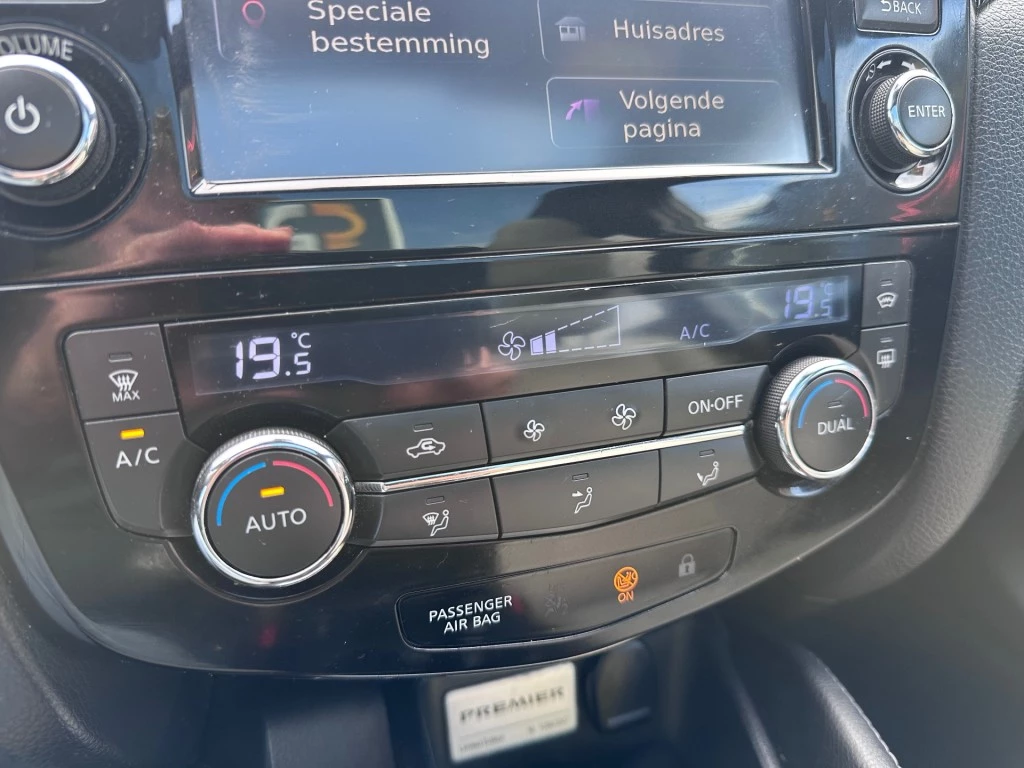 Speciale
bestemming
Huisadres
Volgende
pagina
BACK
VOLUME
ENTER
19.5 °C
A/C
19.5 °C
MAX
A/C
AUTO
ON·OFF
DUAL
PASSENGER
AIR BAG
ON
PREMIER